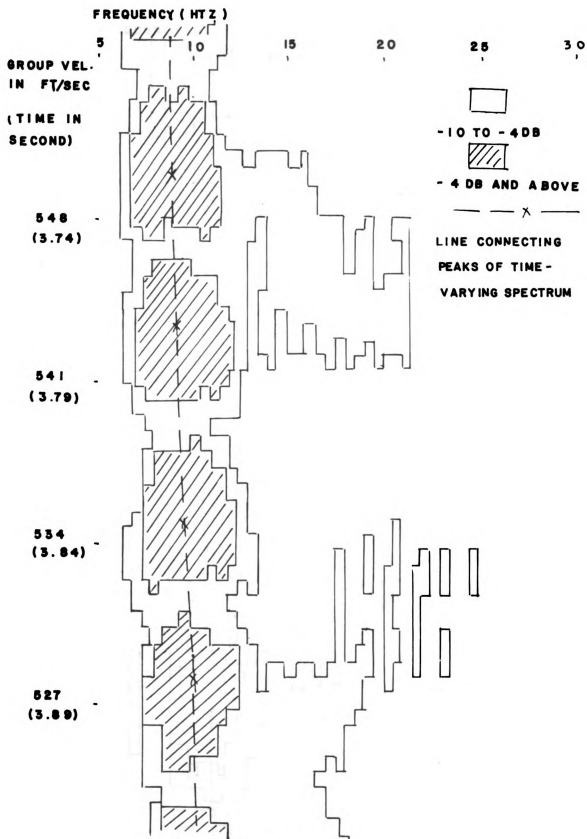 FREQUENCY (HTZ)
5 10 15 20 25 30
GROUP VEL.
IN FT/SEC
(TIME IN
SECOND)
-10 TO -4DB
-4 DB AND ABOVE
— — x — —
LINE CONNECTING
PEAKS OF TIME-
VARYING SPECTRUM
548
(3.74)
541
(3.79)
534
(3.84)
527
(3.89)